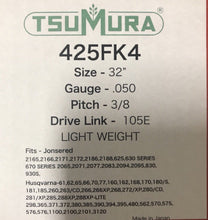 TSUMURA
425FK4
Size - 32"
Gauge - .050
Pitch - 3/8
Drive Link - 105E
LIGHT WEIGHT
Fits - Jonsered
2165,2166,2171,2172,2186,2188,625,630 SERIES
670 SERIES 2065,2071,2077,2083,2094,2095,830,
930S,
Husqvarna-61,62,65,66,70,77,160,162,168,170,180/S,
181,185,260,263/CD,266,268XP,268,272/XP,280/CD,
281/XP,285,288XP/288XP-LITE
298,365,371,372,380,385,390,394,395,480,562,570,575,
576,576,1100,2100,2101,3120
Made in Japan